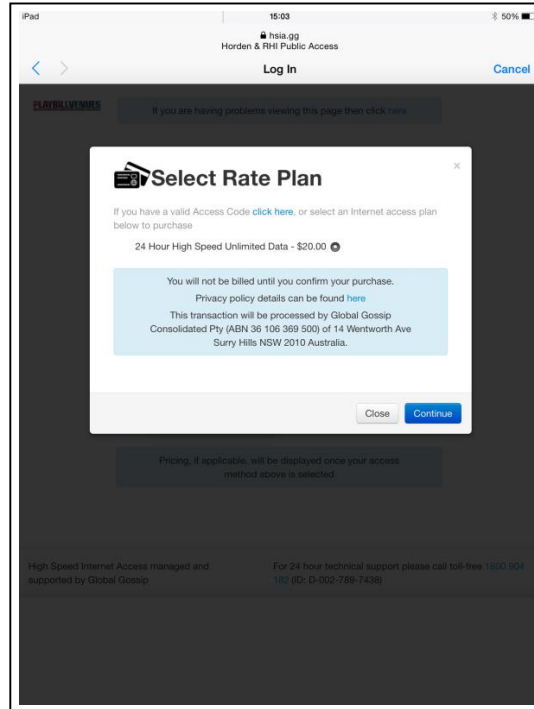 iPad 15:03 50%
hsia.gg
Horden & RHI Public Access
Log In Cancel
PLAYBILLVENUES
If you are having problems viewing this page then click here
Select Rate Plan ×
If you have a valid Access Code click here, or select an Internet access plan
below to purchase
24 Hour High Speed Unlimited Data - $20.00
You will not be billed until you confirm your purchase.
Privacy policy details can be found here
This transaction will be processed by Global Gossip
Consolidated Pty (ABN 36 106 369 500) of 14 Wentworth Ave
Surry Hills NSW 2010 Australia.
Close Continue
Pricing, if applicable, will be displayed once your access
method above is selected
High Speed Internet Access managed and
supported by Global Gossip
For 24 hour technical support please call toll-free 1800 904
182 (ID: D-002-789-7438)